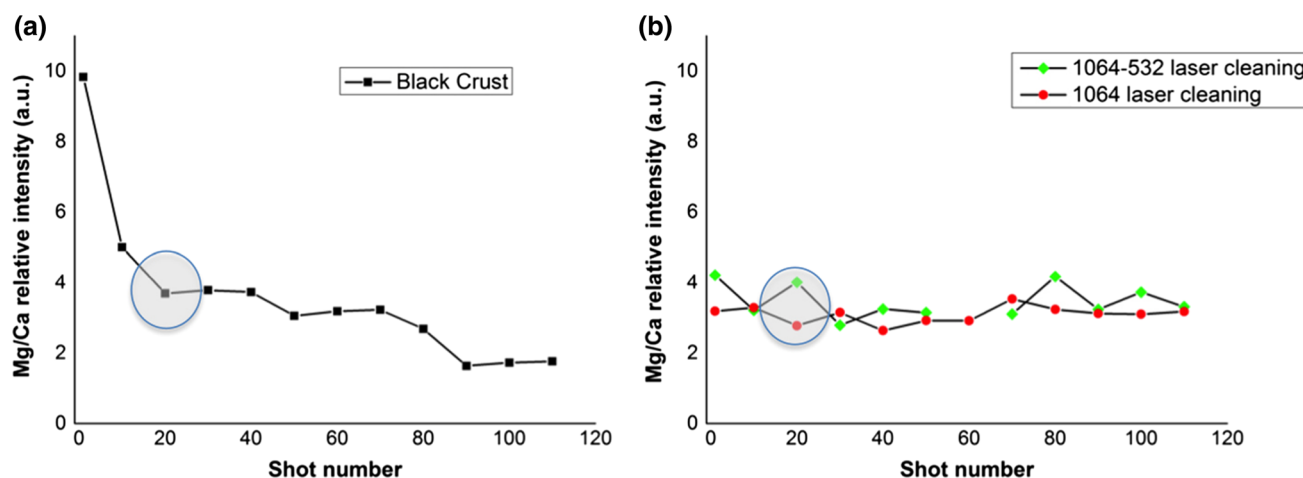 (a)
Mg/Ca relative intensity (a.u.)
10
8
6
4
2
0
Black Crust
0 20 40 60 80 100 120
Shot number
(b)
Mg/Ca relative intensity (a.u.)
10
8
6
4
2
0
1064-532 laser cleaning
1064 laser cleaning
0 20 40 60 80 100 120
Shot number